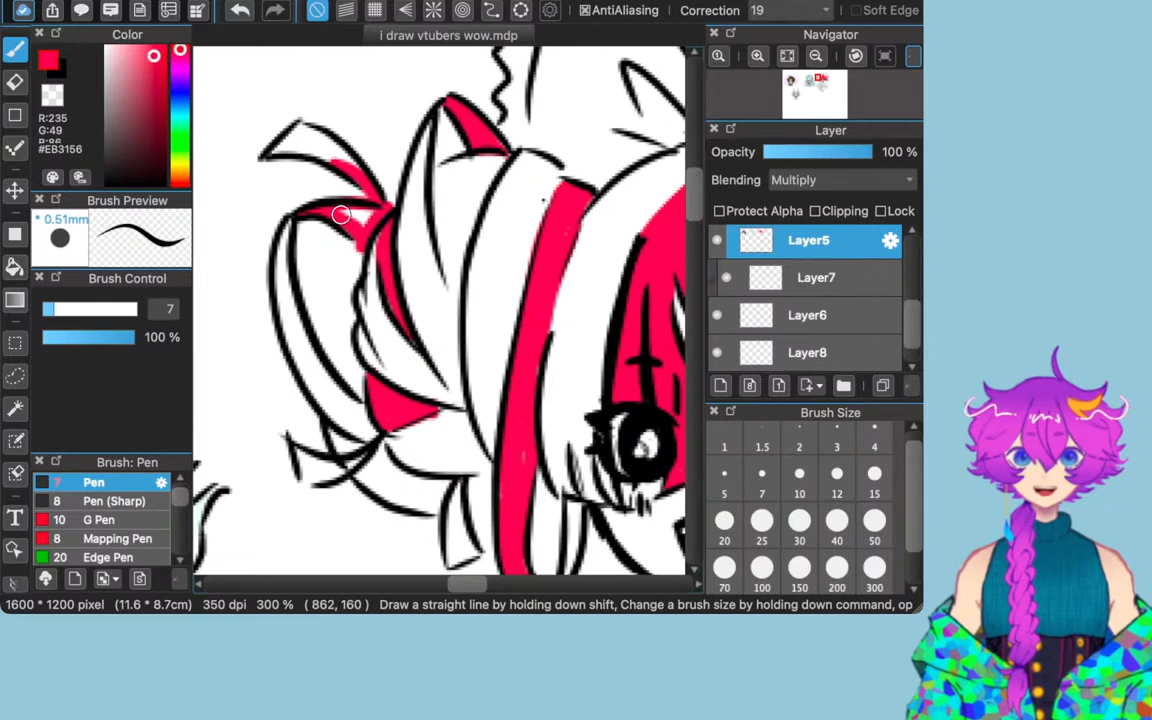 AntiAliasing Correction 19 Soft Edge
i draw vtubers wow.mdp
Color
R:235
G:49
B:86
#EB3156
Brush Preview
* 0.51mm
Brush Control
7
100 %
Brush: Pen
7 Pen
8 Pen (Sharp)
10 G Pen
8 Mapping Pen
20 Edge Pen
Navigator
Layer
Opacity 100 %
Blending Multiply
Protect Alpha Clipping Lock
Layer5
Layer7
Layer6
Layer8
Brush Size
1 1.5 2 3 4
5 7 10 12 15
20 25 30 40 50
70 100 150 200 300
1600 * 1200 pixel (11.6 * 8.7cm) 350 dpi 300 % ( 862, 160 ) Draw a straight line by holding down shift, Change a brush size by holding down command, op